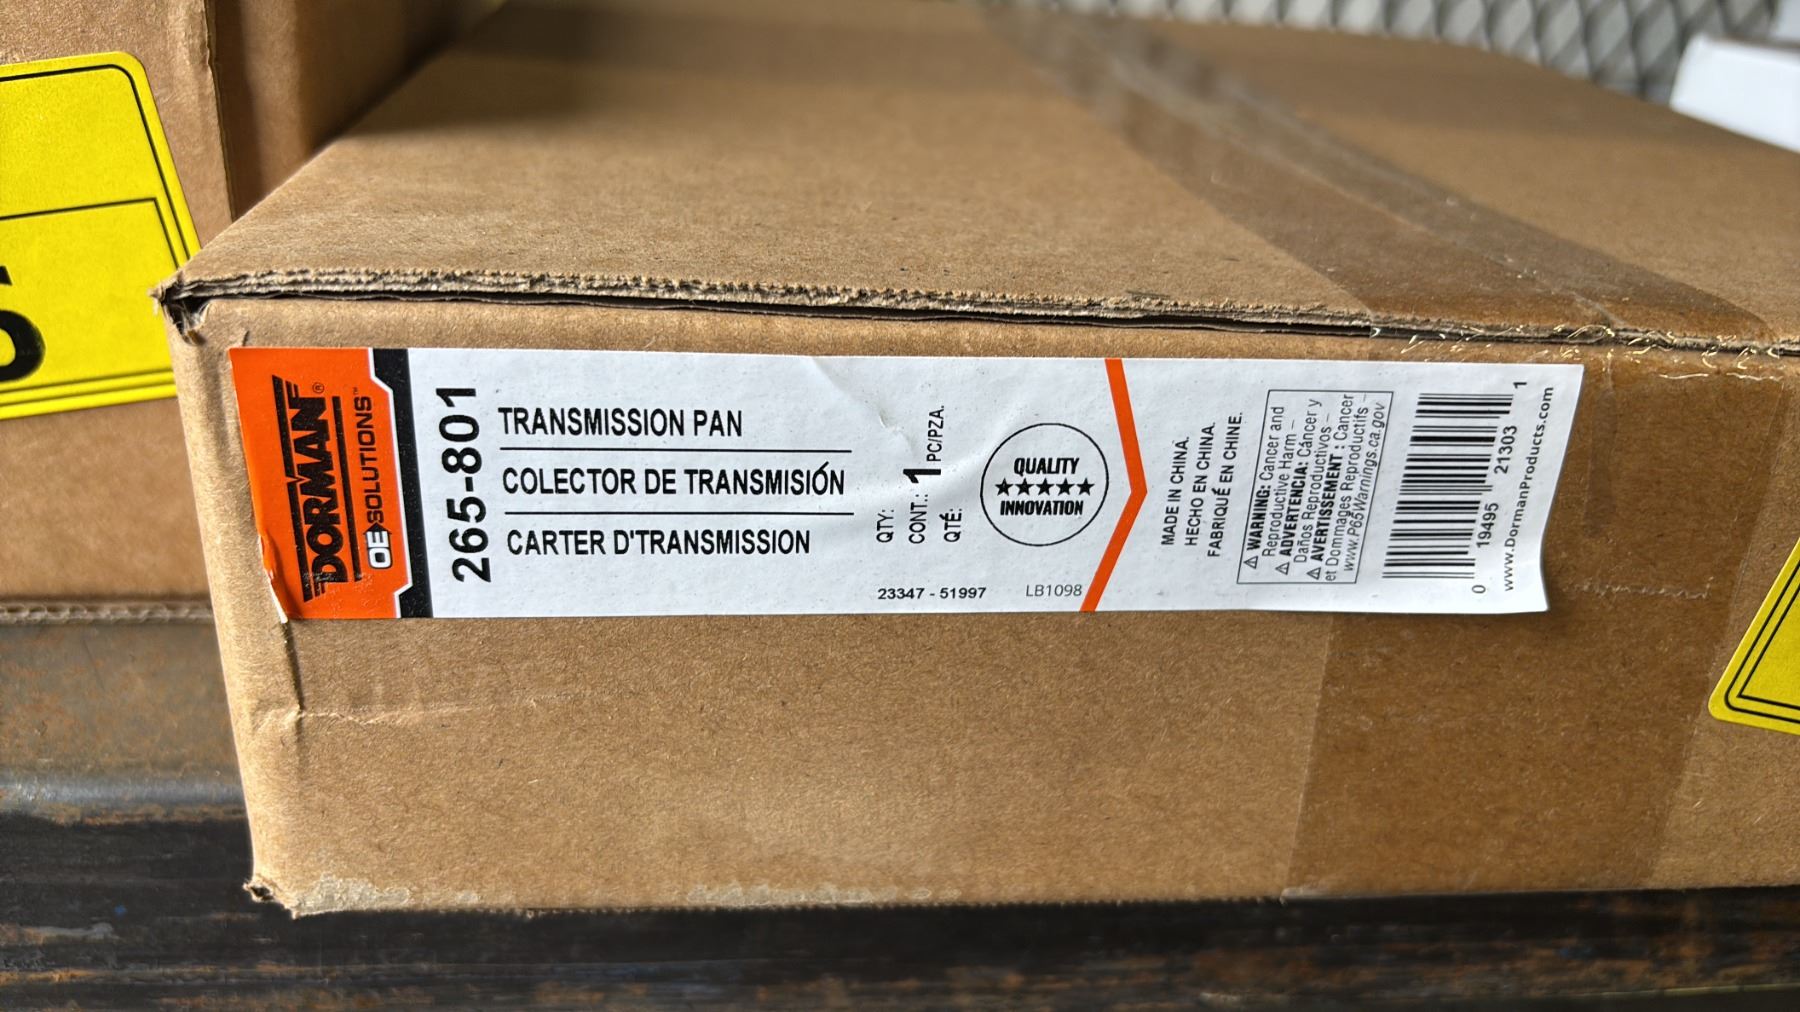 DORMAN®
OE SOLUTIONS™
265-801
TRANSMISSION PAN
COLECTOR DE TRANSMISIÓN
CARTER D'TRANSMISSION
QTY:
CONT.: 1 PC/PZA.
QTÉ:
QUALITY
★★★★★
INNOVATION
23347 - 51997
LB1098
MADE IN CHINA.
HECHO EN CHINA.
FABRIQUÉ EN CHINE.
⚠ WARNING: Cancer and
Reproductive Harm –
⚠ ADVERTENCIA: Cáncer y
Daños Reproductivos –
⚠ AVERTISSEMENT : Cancer
et Dommages Reproductifs –
www.P65Warnings.ca.gov
0 19495 21303 1
www.DormanProducts.com